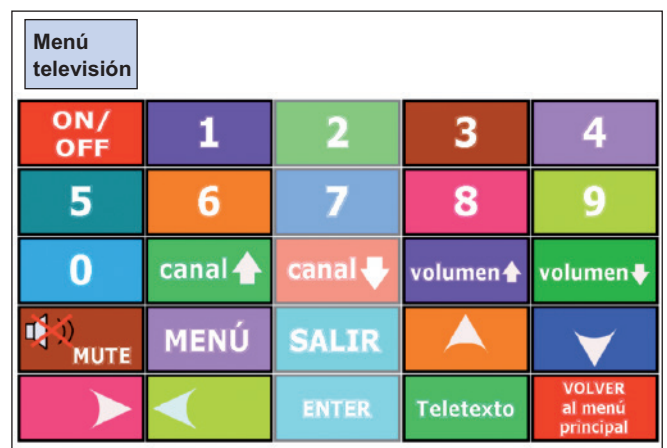 Menú
televisión
ON/
OFF
1
2
3
4
5
6
7
8
9
0
canal
canal
volumen
volumen
MUTE
MENÚ
SALIR
ENTER
Teletexto
VOLVER
al menú
principal